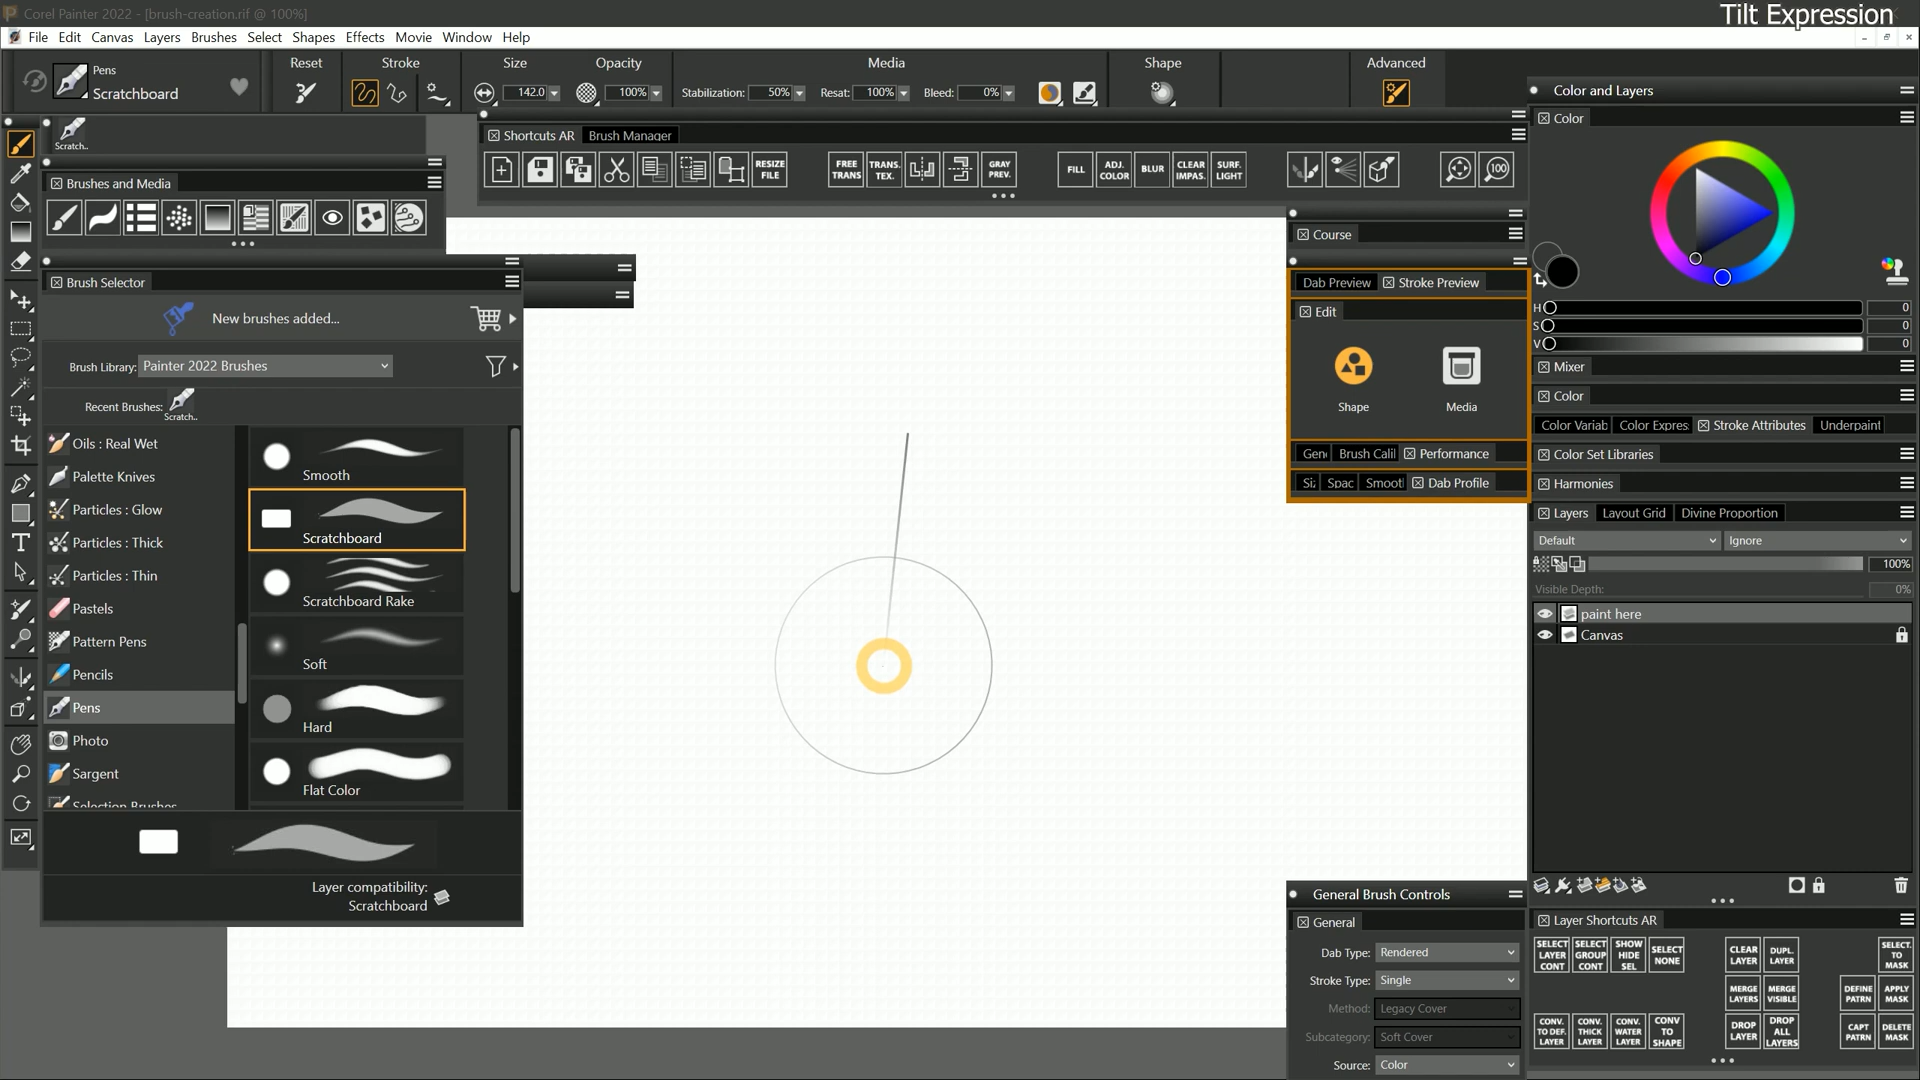 Corel Painter 2022 - [brush-creation.rif @ 100%]
Tilt Expression
File Edit Canvas Layers Brushes Select Shapes Effects Movie Window Help
Pens
Scratchboard
Reset
Stroke
Size
142.0
Opacity
100%
Media
Stabilization: 50%
Resat: 100%
Bleed: 0%
Shape
Advanced
Scratch..
Shortcuts AR
Brush Manager
RESIZE FILE
FREE TRANS
TRANS. TEX.
GRAY PREV.
FILL
ADJ. COLOR
BLUR
CLEAR IMPAS.
SURF. LIGHT
100
Brushes and Media
Brush Selector
New brushes added...
Brush Library: Painter 2022 Brushes
Recent Brushes:
Scratch..
Oils : Real Wet
Palette Knives
Particles : Glow
Particles : Thick
Particles : Thin
Pastels
Pattern Pens
Pencils
Pens
Photo
Sargent
Selection Brushes
Smooth
Scratchboard
Scratchboard Rake
Soft
Hard
Flat Color
Layer compatibility:
Scratchboard
Course
Dab Preview
Stroke Preview
Edit
Shape
Media
Gen
Brush Cali
Performance
Si
Spac
Smoot
Dab Profile
General Brush Controls
General
Dab Type: Rendered
Stroke Type: Single
Method: Legacy Cover
Subcategory: Soft Cover
Source: Color
Color and Layers
Color
H 0
S 0
V 0
Mixer
Color
Color Variab
Color Expres
Stroke Attributes
Underpaint
Color Set Libraries
Harmonies
Layers
Layout Grid
Divine Proportion
Default
Ignore
100%
Visible Depth: 0%
paint here
Canvas
Layer Shortcuts AR
SELECT LAYER CONT
SELECT GROUP CONT
SHOW HIDE SEL
SELECT NONE
CLEAR LAYER
DUPL. LAYER
SELECT. TO MASK
MERGE LAYERS
MERGE VISIBLE
DEFINE PATRN
APPLY MASK
CONV. TO DEF. LAYER
CONV. THICK LAYER
CONV. WATER LAYER
CONV TO SHAPE
DROP LAYER
DROP ALL LAYERS
CAPT PATRN
DELETE MASK